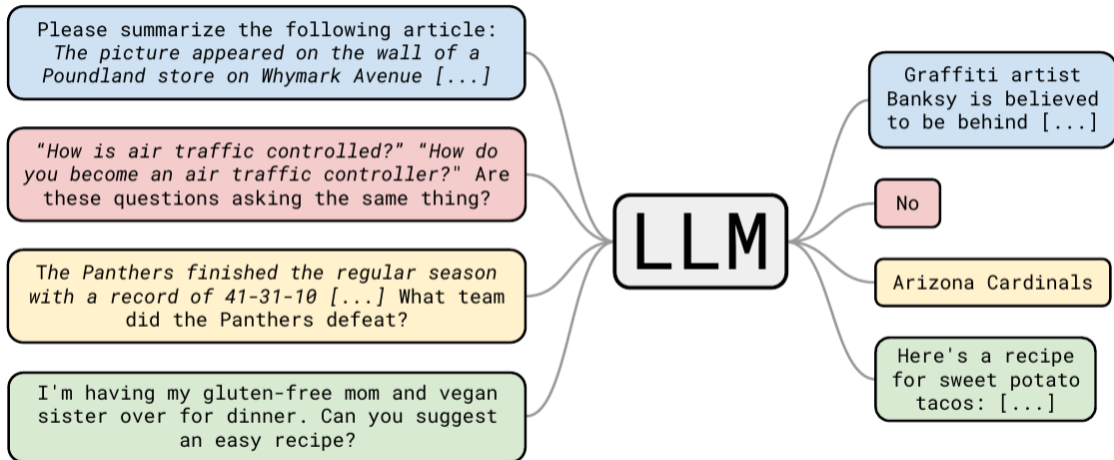 Please summarize the following article:
The picture appeared on the wall of a
Poundland store on Whymark Avenue [...]
“How is air traffic controlled?” “How do
you become an air traffic controller?" Are
these questions asking the same thing?
The Panthers finished the regular season
with a record of 41-31-10 [...] What team
did the Panthers defeat?
I'm having my gluten-free mom and vegan
sister over for dinner. Can you suggest
an easy recipe?
LLM
Graffiti artist
Banksy is believed
to be behind [...]
No
Arizona Cardinals
Here's a recipe
for sweet potato
tacos: [...]